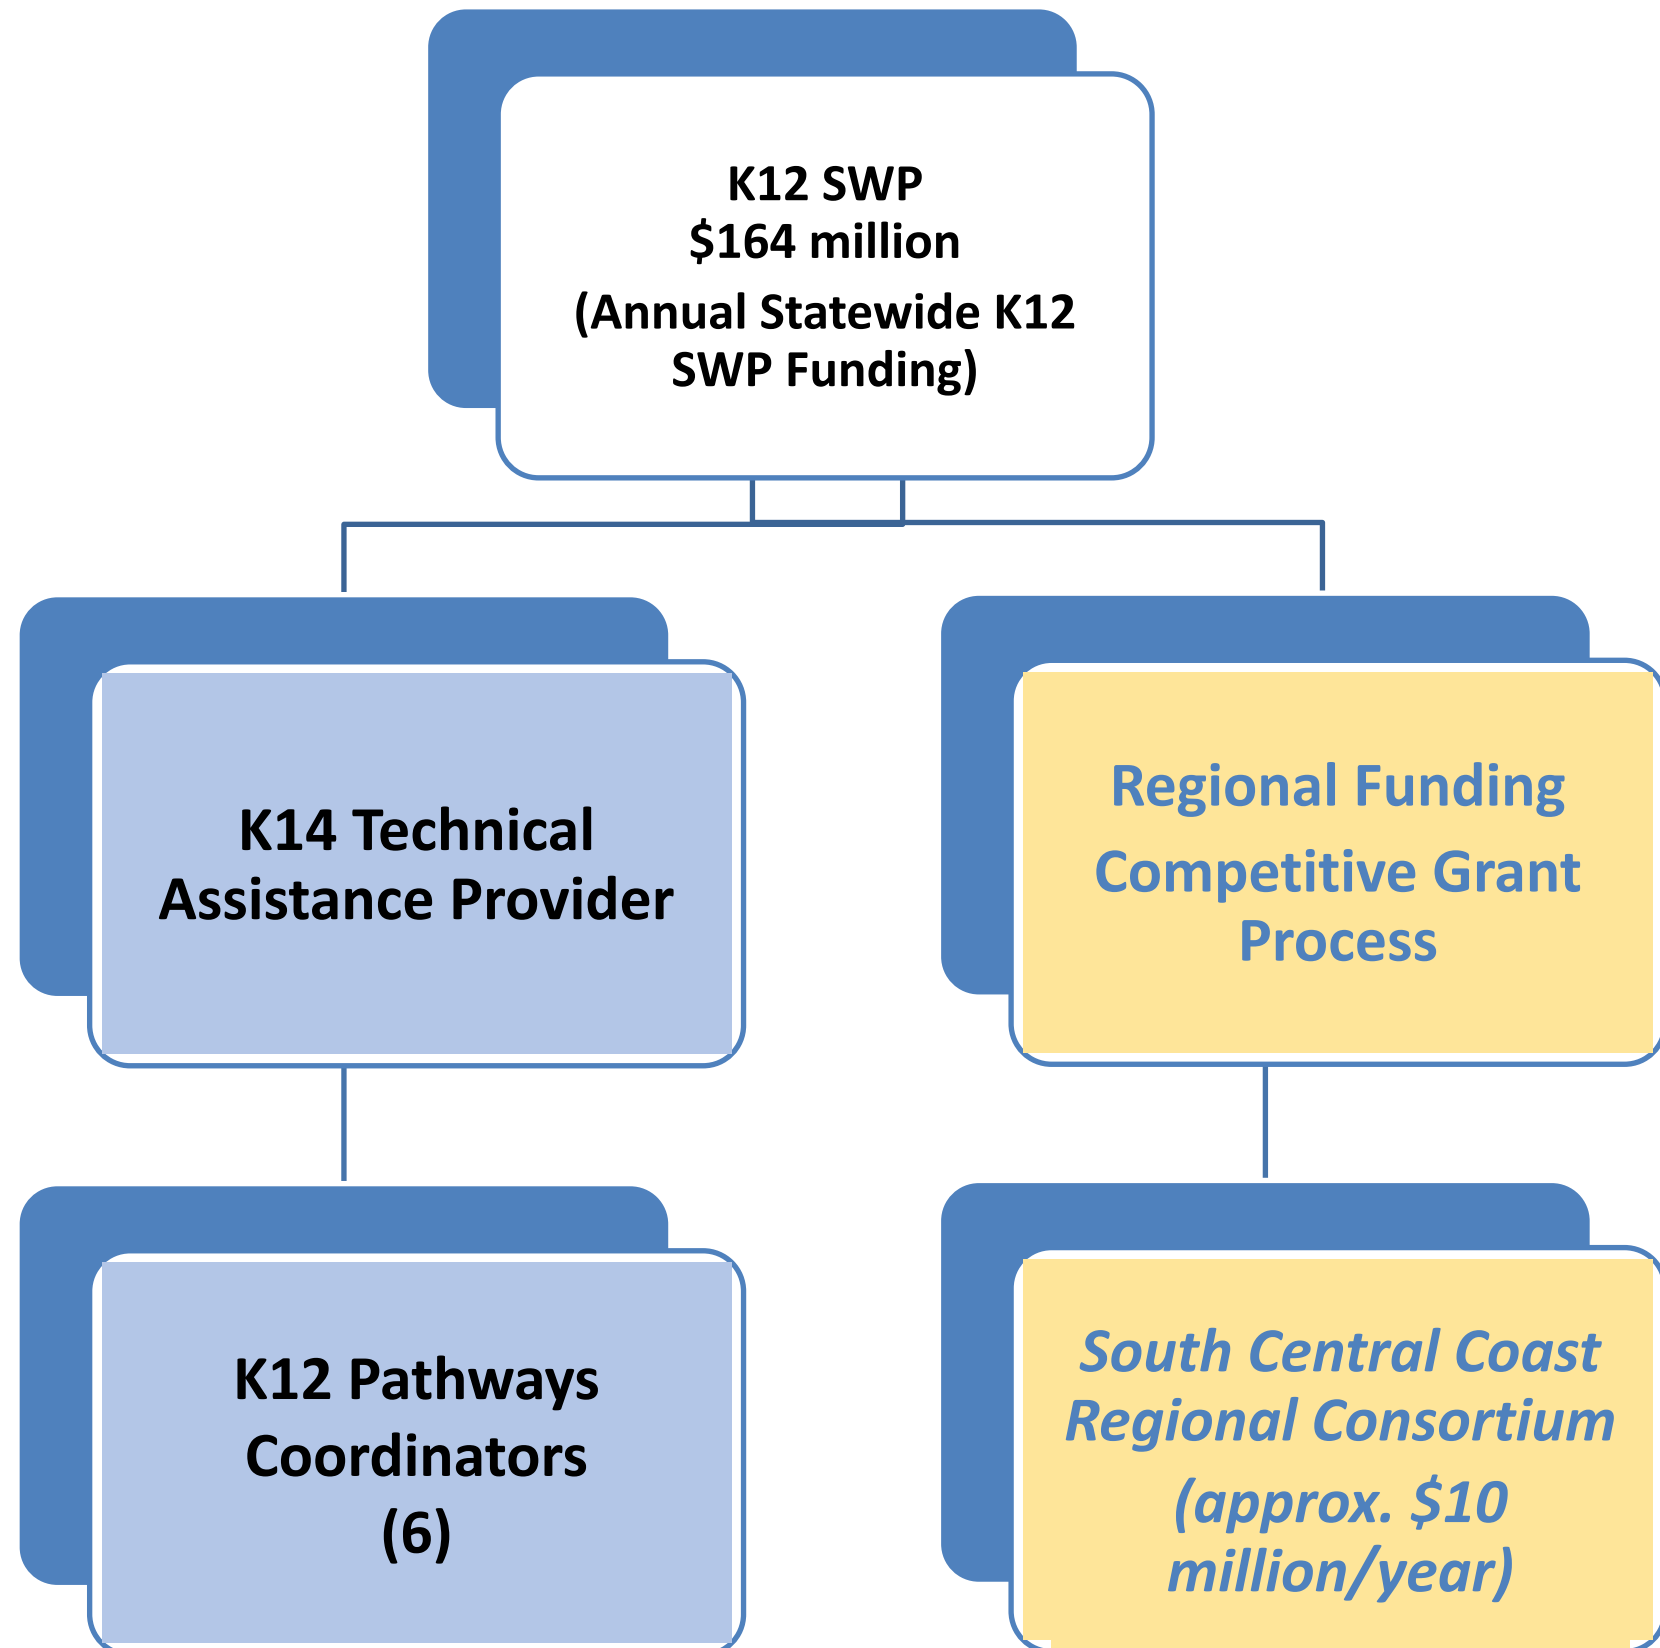 K12 SWP
$164 million
(Annual Statewide K12
SWP Funding)
K14 Technical
Assistance Provider
Regional Funding
Competitive Grant
Process
K12 Pathways
Coordinators
(6)
South Central Coast
Regional Consortium
(approx. $10
million/year)